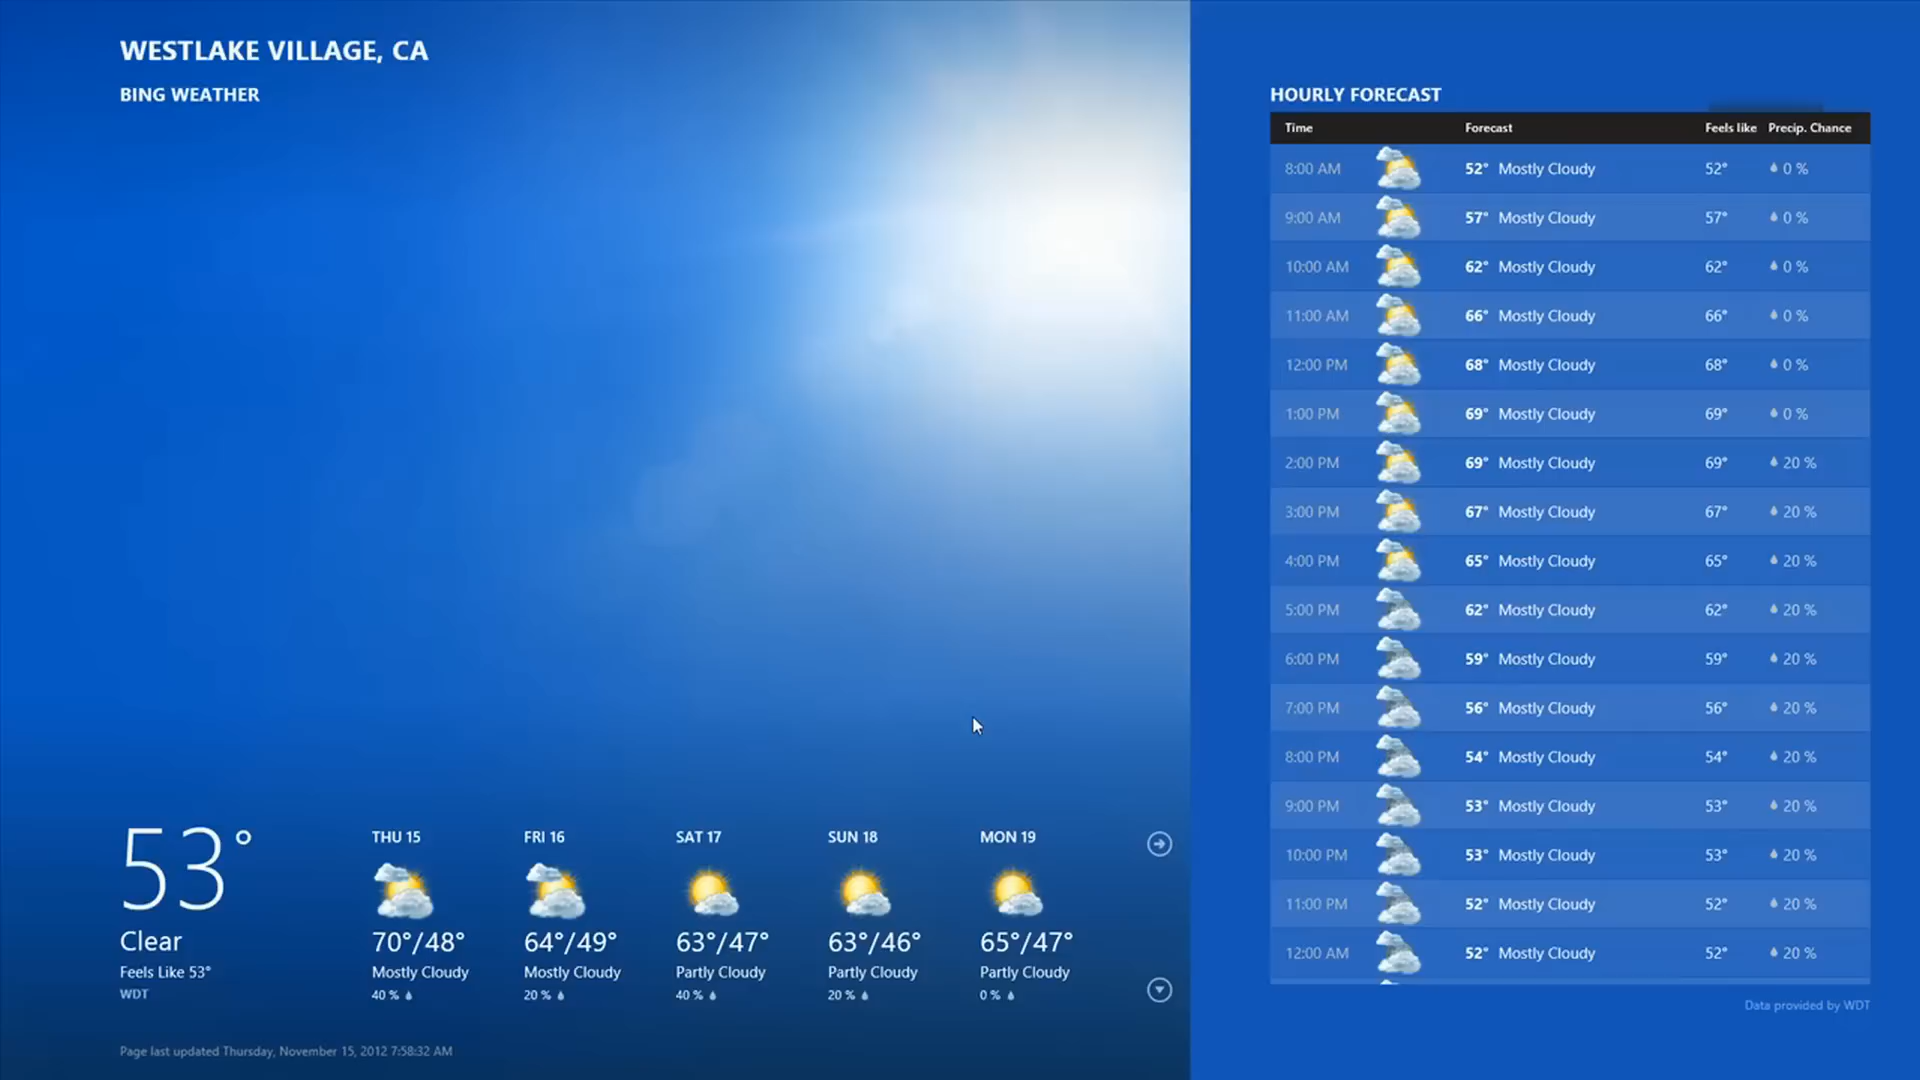 WESTLAKE VILLAGE, CA
BING WEATHER
53°
Clear
Feels Like 53°
WDT
THU 15
70°/48°
Mostly Cloudy
40 %
FRI 16
64°/49°
Mostly Cloudy
20 %
SAT 17
63°/47°
Partly Cloudy
40 %
SUN 18
63°/46°
Partly Cloudy
20 %
MON 19
65°/47°
Partly Cloudy
0 %
Page last updated Thursday, November 15, 2012 7:58:32 AM
HOURLY FORECAST
Time Forecast Feels like Precip. Chance
8:00 AM 52° Mostly Cloudy 52° 0 %
9:00 AM 57° Mostly Cloudy 57° 0 %
10:00 AM 62° Mostly Cloudy 62° 0 %
11:00 AM 66° Mostly Cloudy 66° 0 %
12:00 PM 68° Mostly Cloudy 68° 0 %
1:00 PM 69° Mostly Cloudy 69° 0 %
2:00 PM 69° Mostly Cloudy 69° 20 %
3:00 PM 67° Mostly Cloudy 67° 20 %
4:00 PM 65° Mostly Cloudy 65° 20 %
5:00 PM 62° Mostly Cloudy 62° 20 %
6:00 PM 59° Mostly Cloudy 59° 20 %
7:00 PM 56° Mostly Cloudy 56° 20 %
8:00 PM 54° Mostly Cloudy 54° 20 %
9:00 PM 53° Mostly Cloudy 53° 20 %
10:00 PM 53° Mostly Cloudy 53° 20 %
11:00 PM 52° Mostly Cloudy 52° 20 %
12:00 AM 52° Mostly Cloudy 52° 20 %
Data provided by WDT